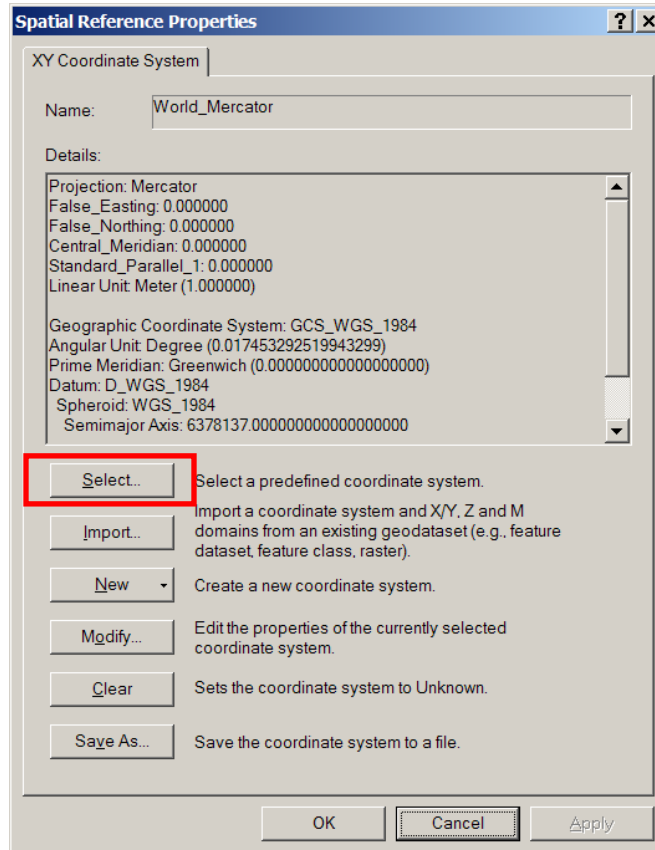 Spatial Reference Properties
XY Coordinate System
Name: World_Mercator
Details:
Projection: Mercator
False_Easting: 0.000000
False_Northing: 0.000000
Central_Meridian: 0.000000
Standard_Parallel_1: 0.000000
Linear Unit: Meter (1.000000)
Geographic Coordinate System: GCS_WGS_1984
Angular Unit: Degree (0.017453292519943299)
Prime Meridian: Greenwich (0.000000000000000000)
Datum: D_WGS_1984
Spheroid: WGS_1984
Semimajor Axis: 6378137.000000000000000000
Select... Select a predefined coordinate system.
Import a coordinate system and X/Y, Z and M
Import... domains from an existing geodataset (e.g., feature
dataset, feature class, raster).
New Create a new coordinate system.
Modify... Edit the properties of the currently selected
coordinate system.
Clear Sets the coordinate system to Unknown.
Save As... Save the coordinate system to a file.
OK Cancel Apply